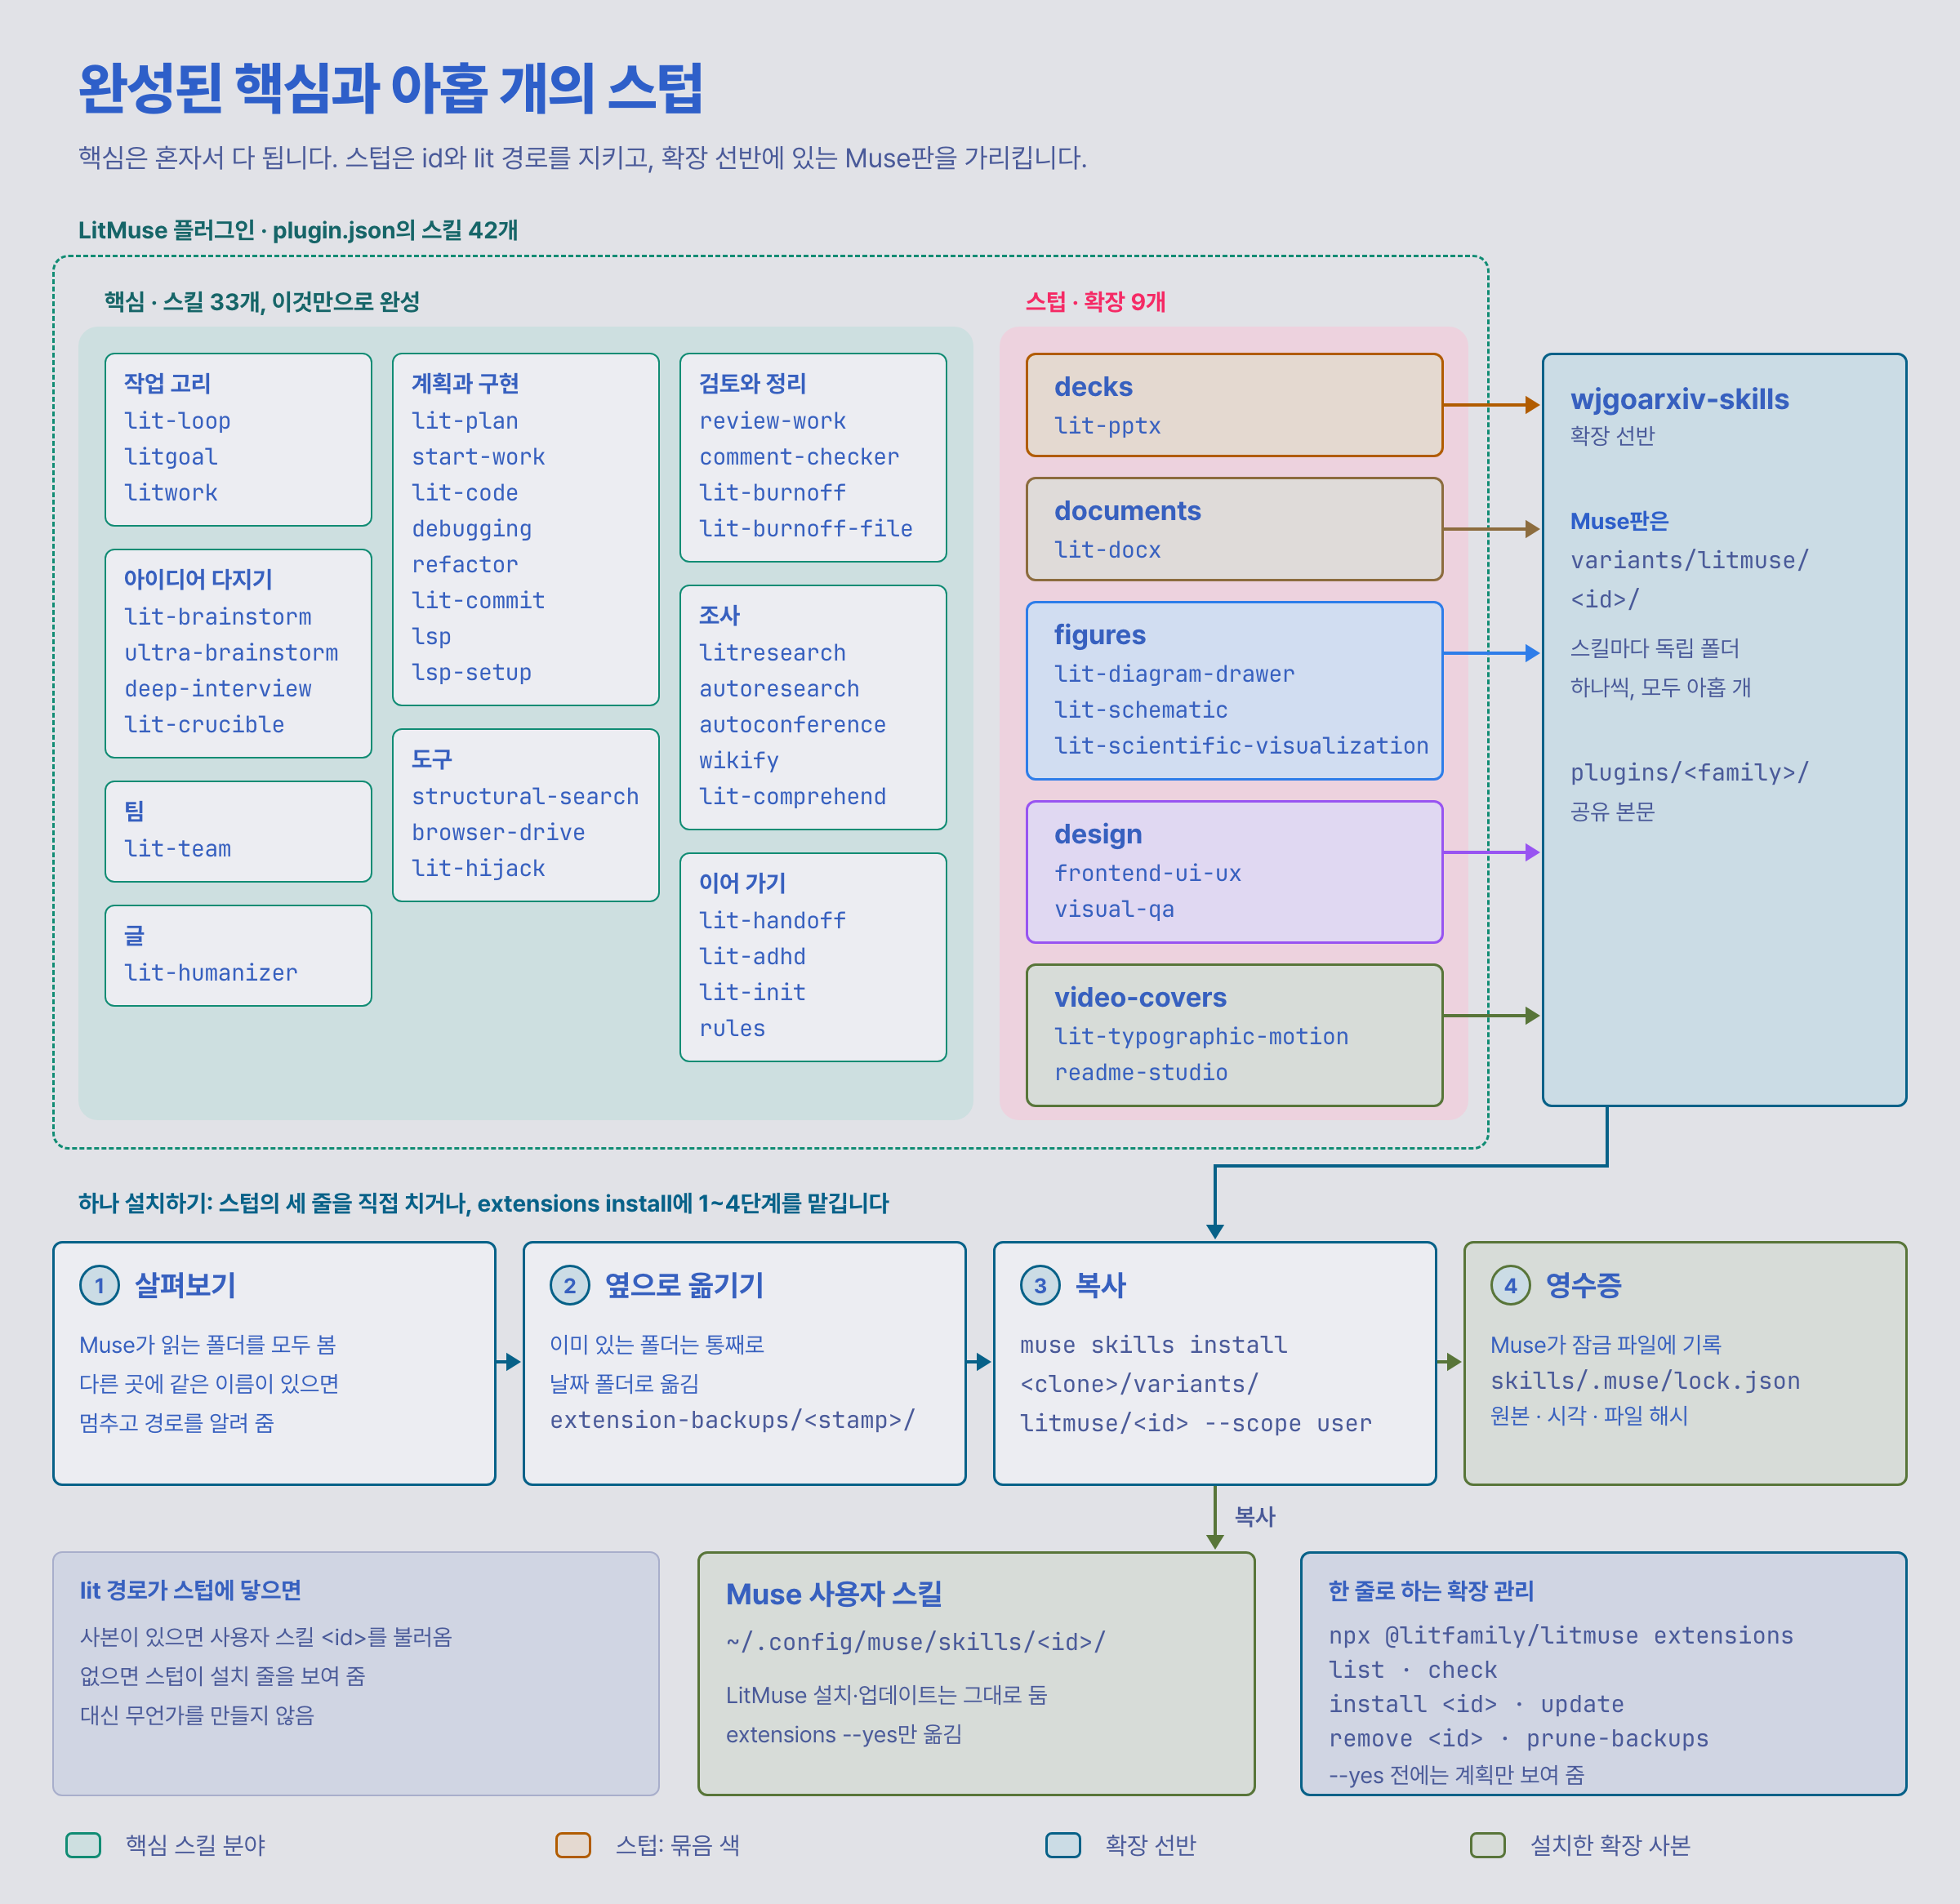 완성된 핵심과 아홉 개의 스텁
핵심은 혼자서 다 됩니다. 스텁은 id와 lit 경로를 지키고, 확장 선반에 있는 Muse판을 가리킵니다.
LitMuse 플러그인 · plugin.json의 스킬 42개
핵심 · 스킬 33개, 이것만으로 완성
작업 고리
lit-loop
litgoal
litwork
아이디어 다지기
lit-brainstorm
ultra-brainstorm
deep-interview
lit-crucible
팀
lit-team
글
lit-humanizer
계획과 구현
lit-plan
start-work
lit-code
debugging
refactor
lit-commit
lsp
lsp-setup
도구
structural-search
browser-drive
lit-hijack
검토와 정리
review-work
comment-checker
lit-burnoff
lit-burnoff-file
조사
litresearch
autoresearch
autoconference
wikify
lit-comprehend
이어 가기
lit-handoff
lit-adhd
lit-init
rules
스텁 · 확장 9개
decks
lit-pptx
documents
lit-docx
figures
lit-diagram-drawer
lit-schematic
lit-scientific-visualization
design
frontend-ui-ux
visual-qa
video-covers
lit-typographic-motion
readme-studio
wjgoarxiv-skills
확장 선반
Muse판은
variants/litmuse/
<id>/
스킬마다 독립 폴더
하나씩, 모두 아홉 개
plugins/<family>/
공유 본문
하나 설치하기: 스텁의 세 줄을 직접 치거나, extensions install에 1~4단계를 맡깁니다
1 살펴보기
Muse가 읽는 폴더를 모두 봄
다른 곳에 같은 이름이 있으면
멈추고 경로를 알려 줌
2 옆으로 옮기기
이미 있는 폴더는 통째로
날짜 폴더로 옮김
extension-backups/<stamp>/
3 복사
muse skills install
<clone>/variants/
litmuse/<id> --scope user
4 영수증
Muse가 잠금 파일에 기록
skills/.muse/lock.json
원본 · 시각 · 파일 해시
복사
lit 경로가 스텁에 닿으면
사본이 있으면 사용자 스킬 <id>를 불러옴
없으면 스텁이 설치 줄을 보여 줌
대신 무언가를 만들지 않음
Muse 사용자 스킬
~/.config/muse/skills/<id>/
LitMuse 설치·업데이트는 그대로 둠
extensions --yes만 옮김
한 줄로 하는 확장 관리
npx @litfamily/litmuse extensions
list · check
install <id> · update
remove <id> · prune-backups
--yes 전에는 계획만 보여 줌
핵심 스킬 분야
스텁: 묶음 색
확장 선반
설치한 확장 사본